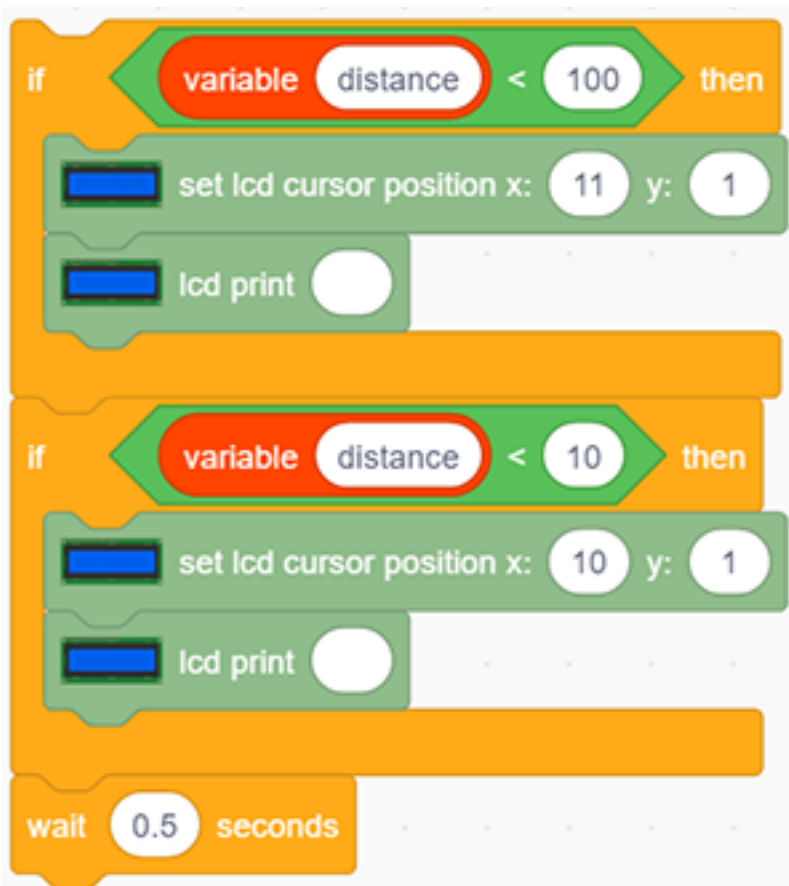 if variable distance < 100 then
set lcd cursor position x: 11 y: 1
lcd print
if variable distance < 10 then
set lcd cursor position x: 10 y: 1
lcd print
wait 0.5 seconds